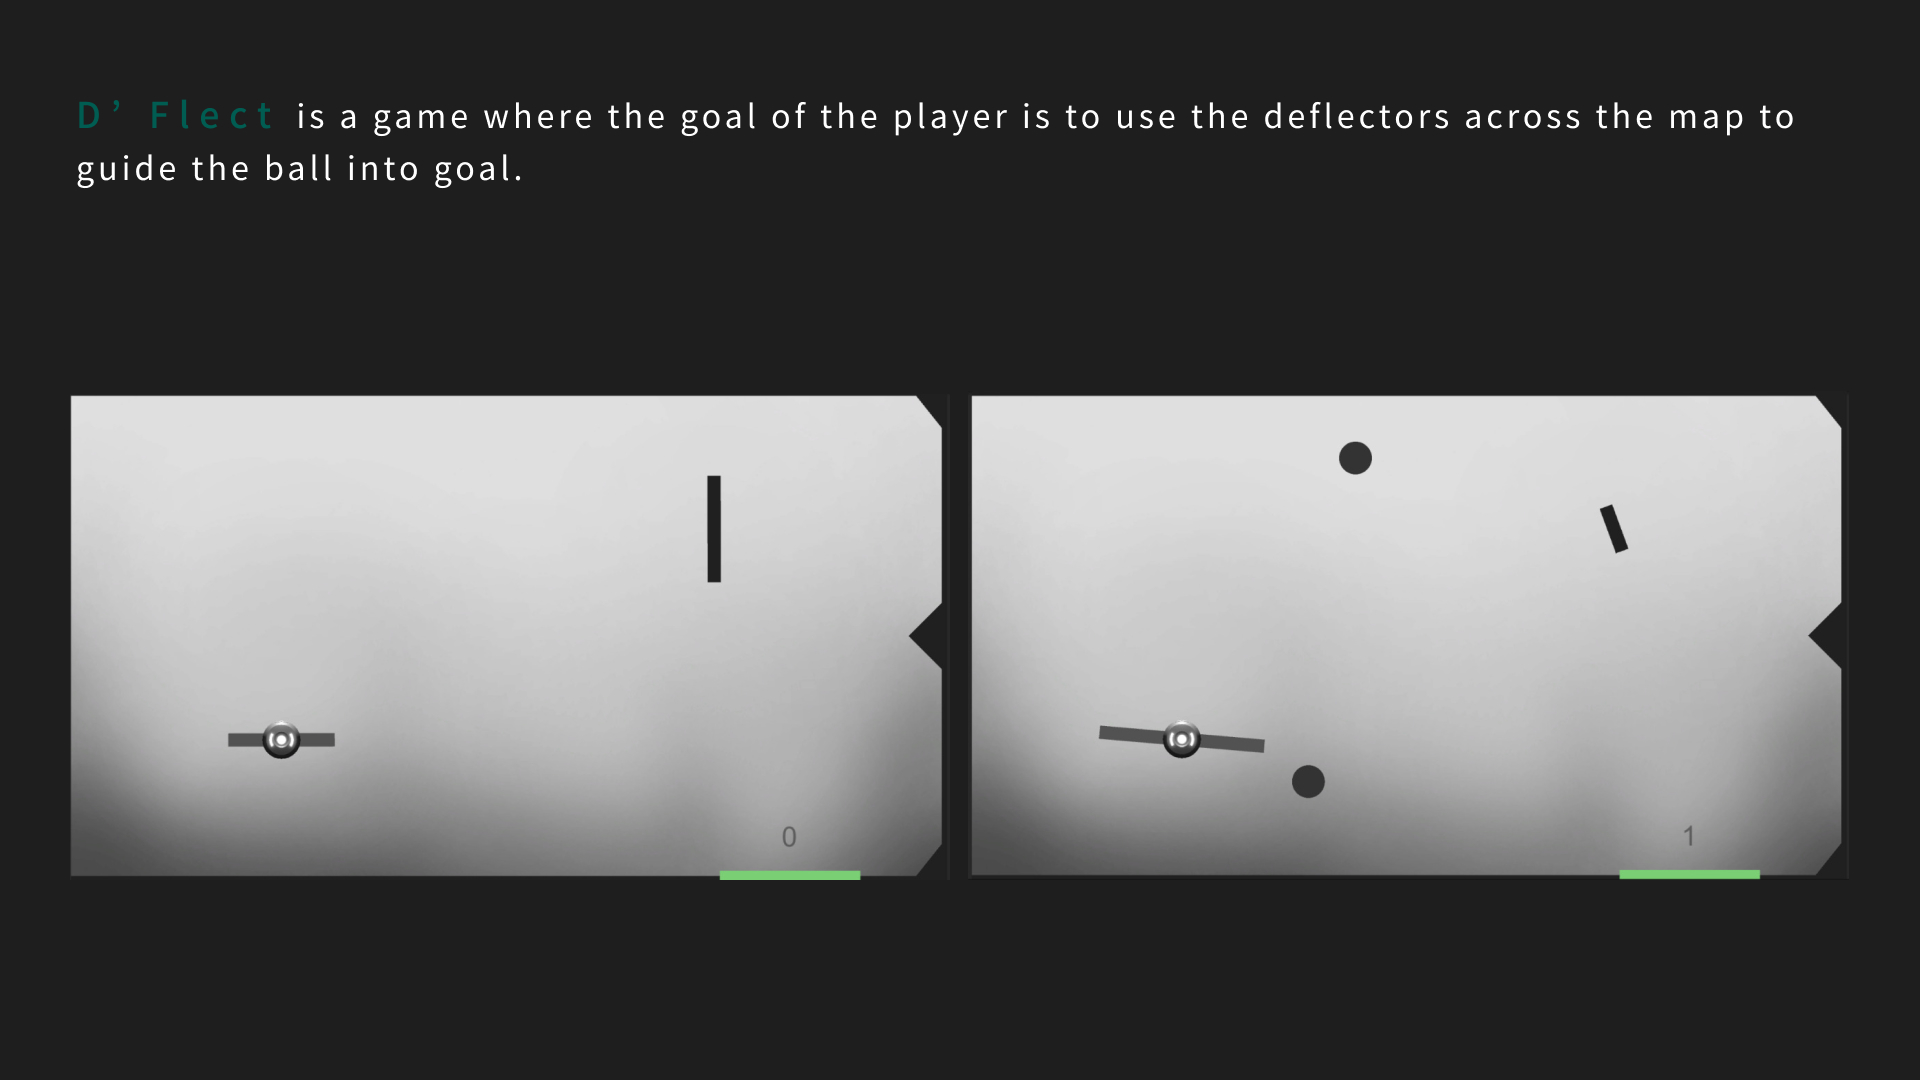 D’ Flect is a game where the goal of the player is to use the deflectors across the map to
guide the ball into goal.
0
1